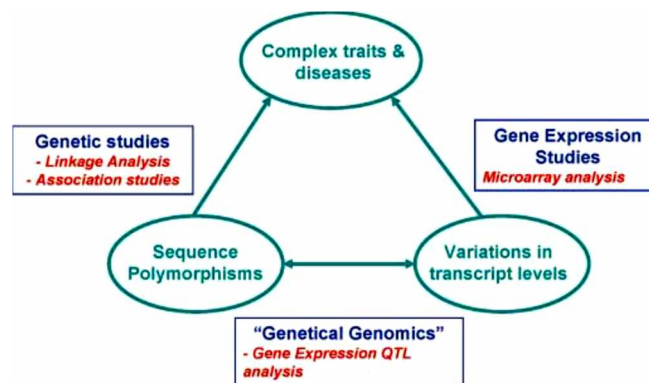 Complex traits &
diseases
Genetic studies
- Linkage Analysis
- Association studies
Gene Expression
Studies
Microarray analysis
Sequence
Polymorphisms
Variations in
transcript levels
“Genetical Genomics”
- Gene Expression QTL
analysis